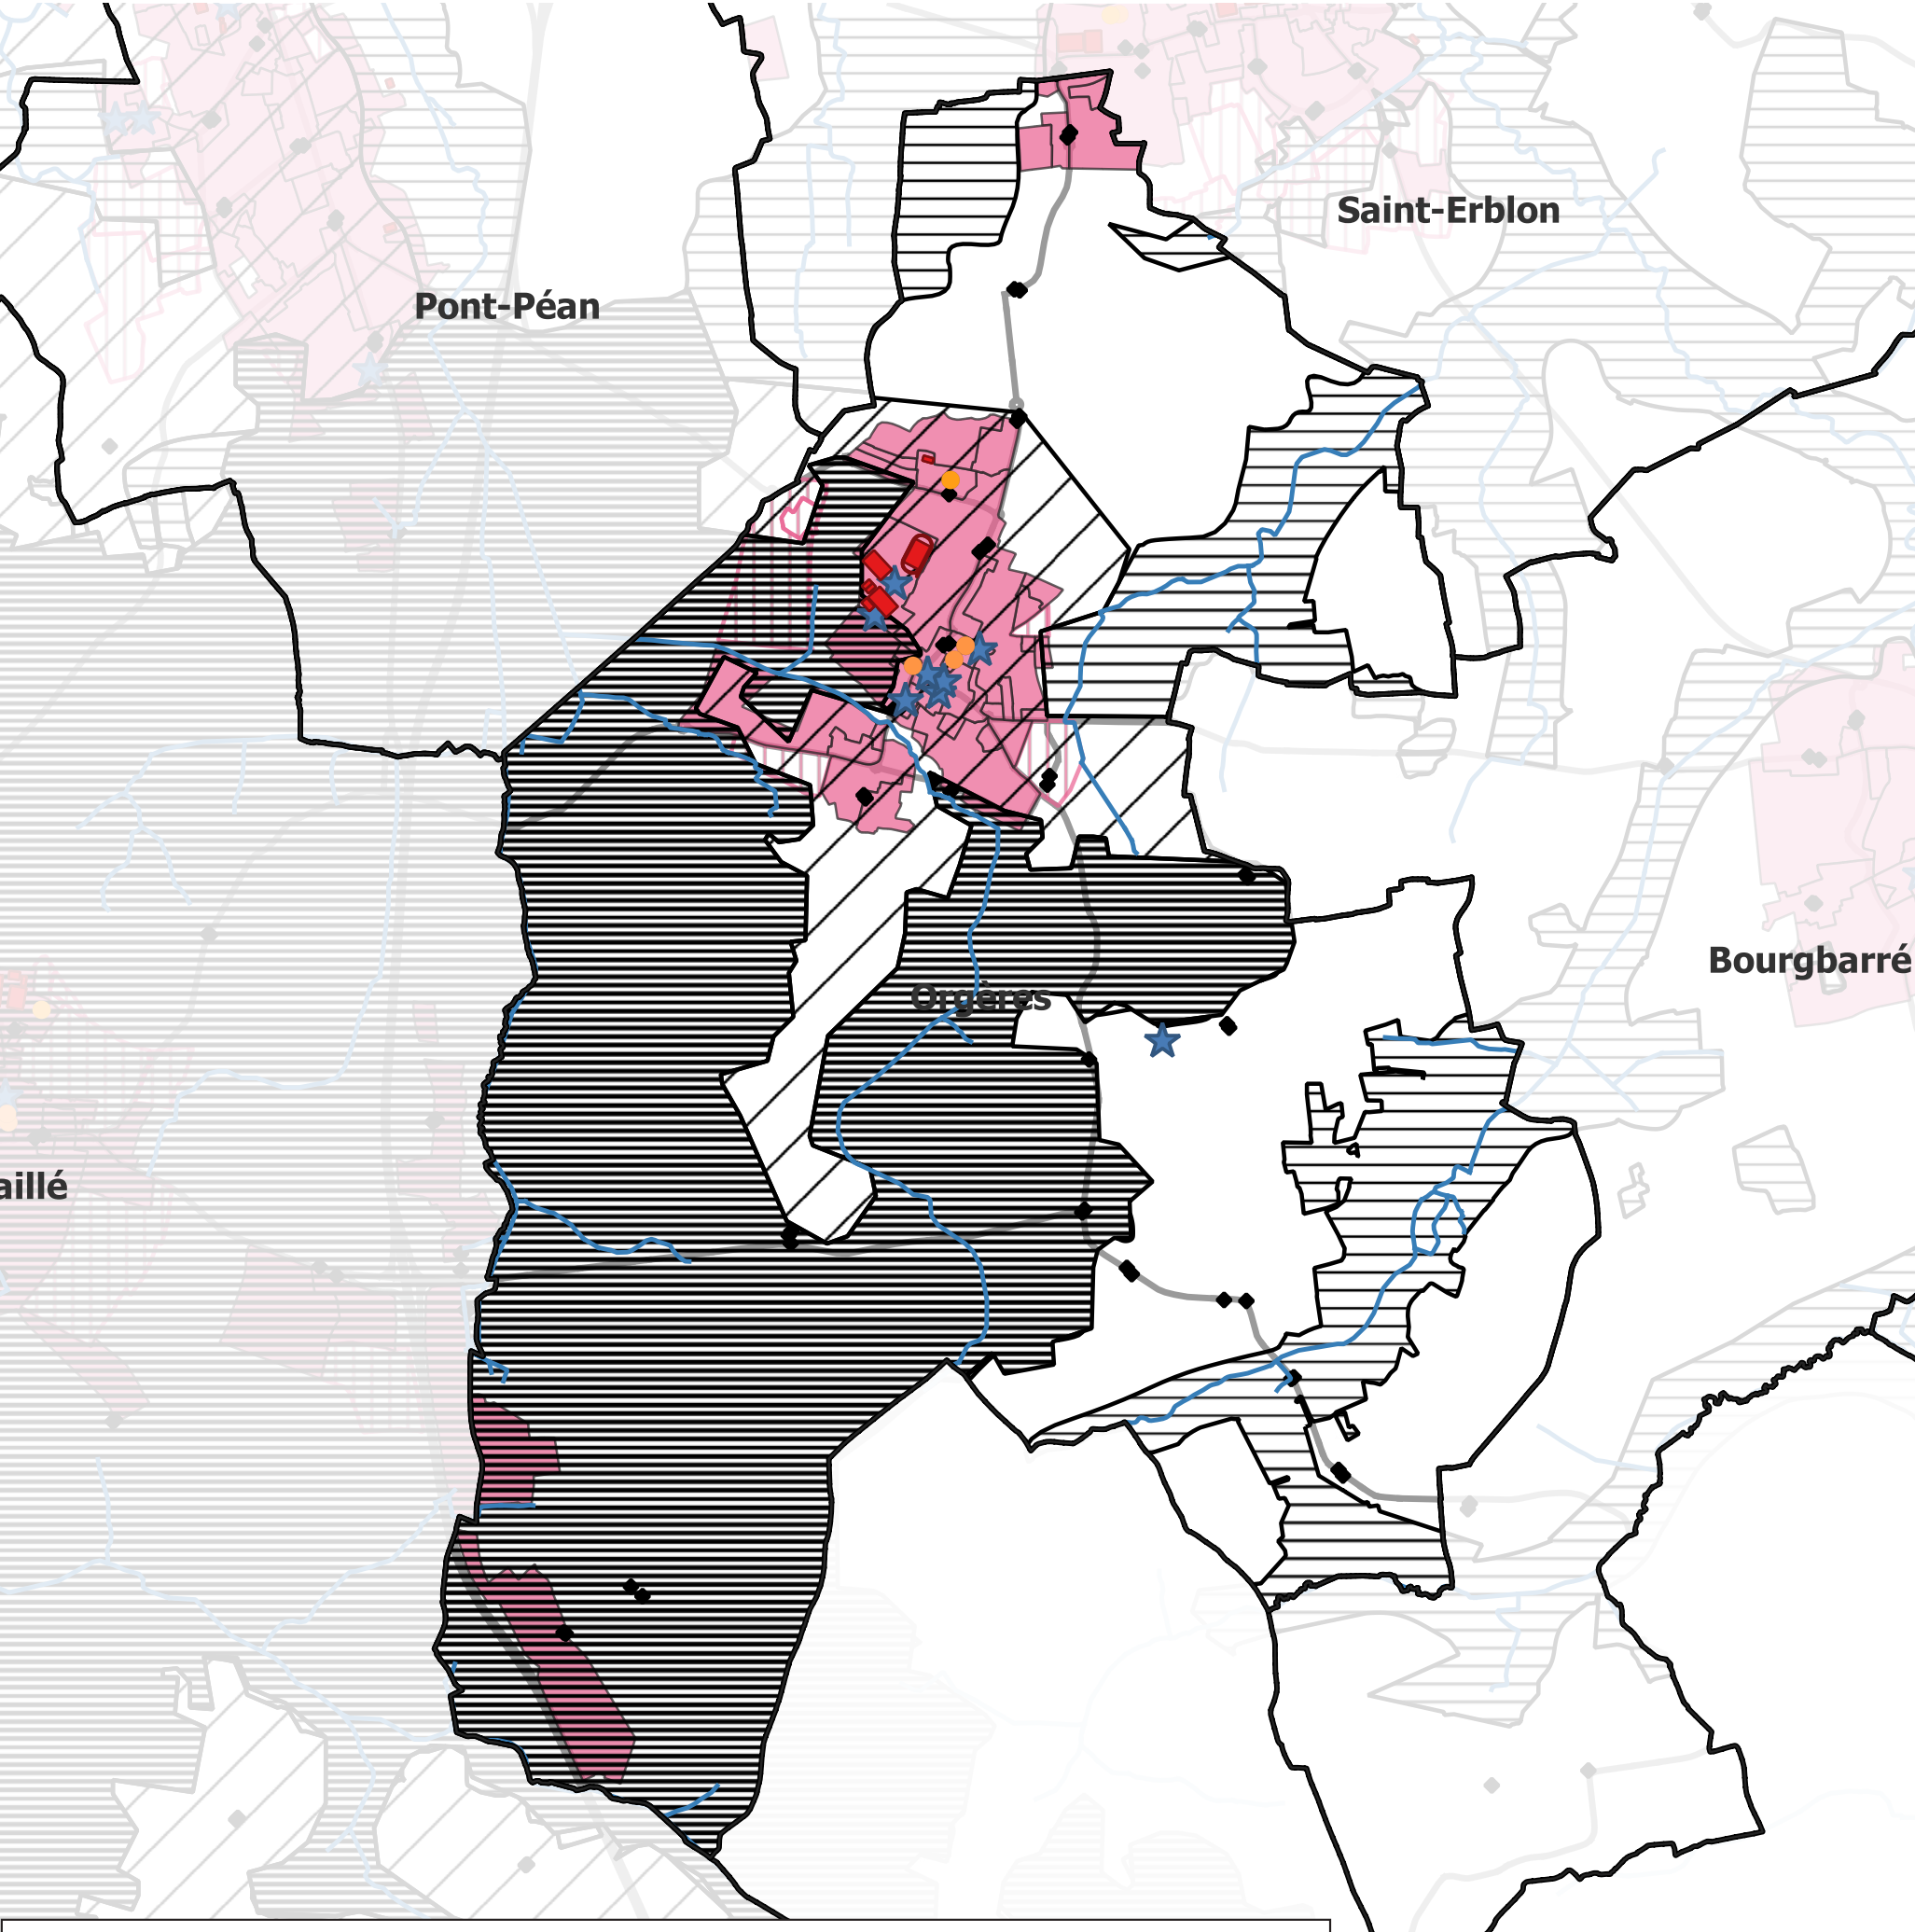 Saint-Erblon
Pont-Péan
Bourgbarré
Orgères
aillé